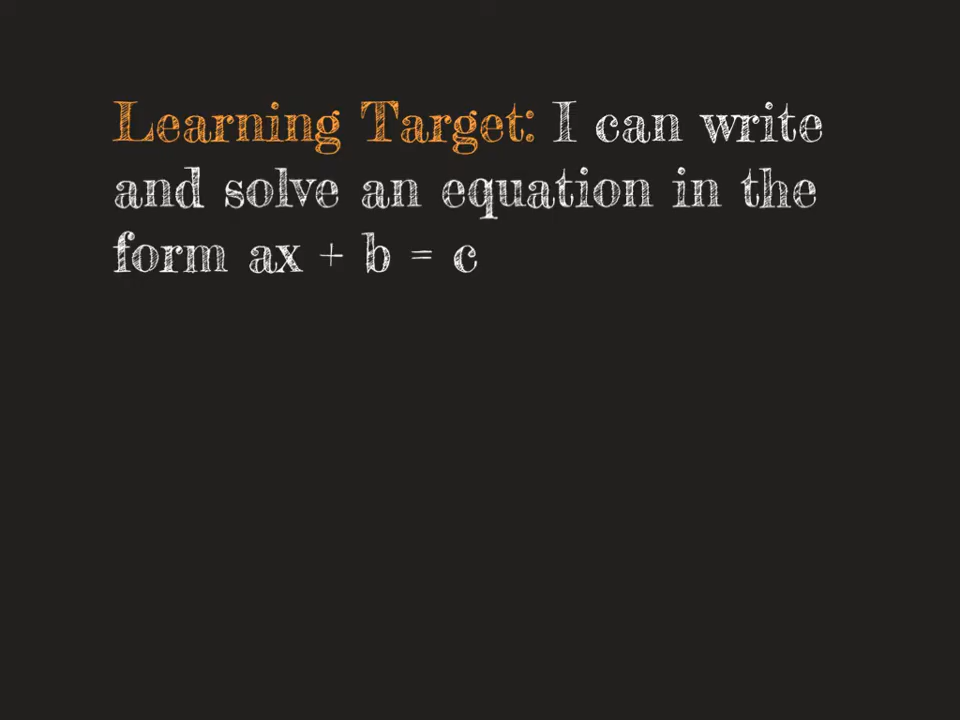 Learning Target: I can write
and solve an equation in the
form ax + b = c